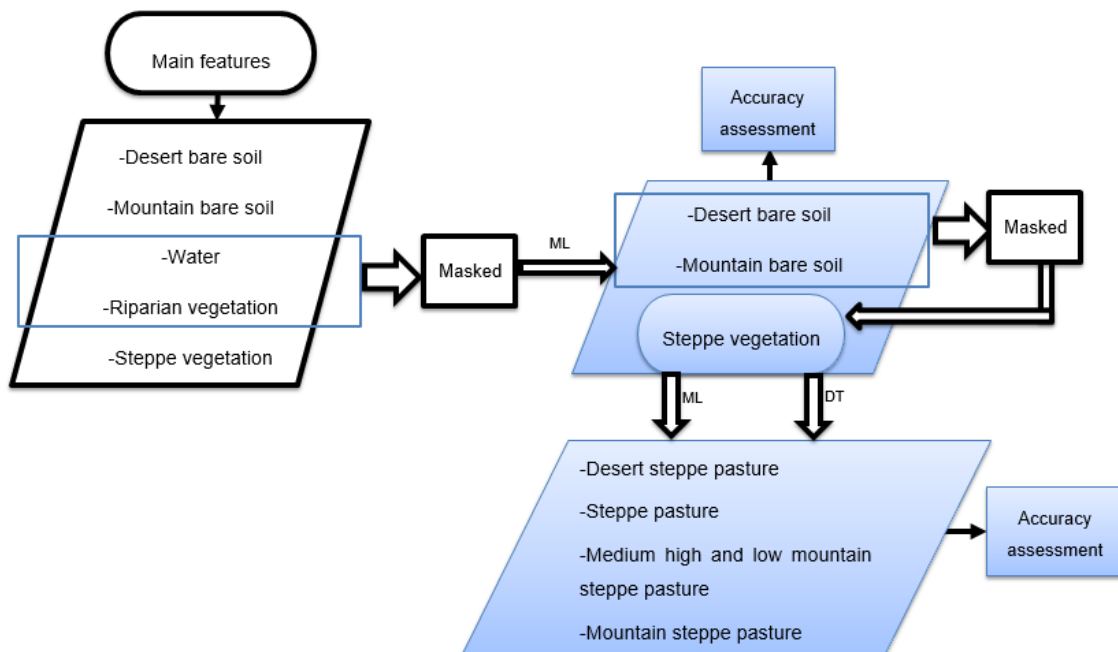 Main features
-Desert bare soil
-Mountain bare soil
-Water
-Riparian vegetation
-Steppe vegetation
Masked
ML
Accuracy
assessment
-Desert bare soil
-Mountain bare soil
Steppe vegetation
Masked
ML
DT
-Desert steppe pasture
-Steppe pasture
-Medium high and low mountain
steppe pasture
-Mountain steppe pasture
Accuracy
assessment